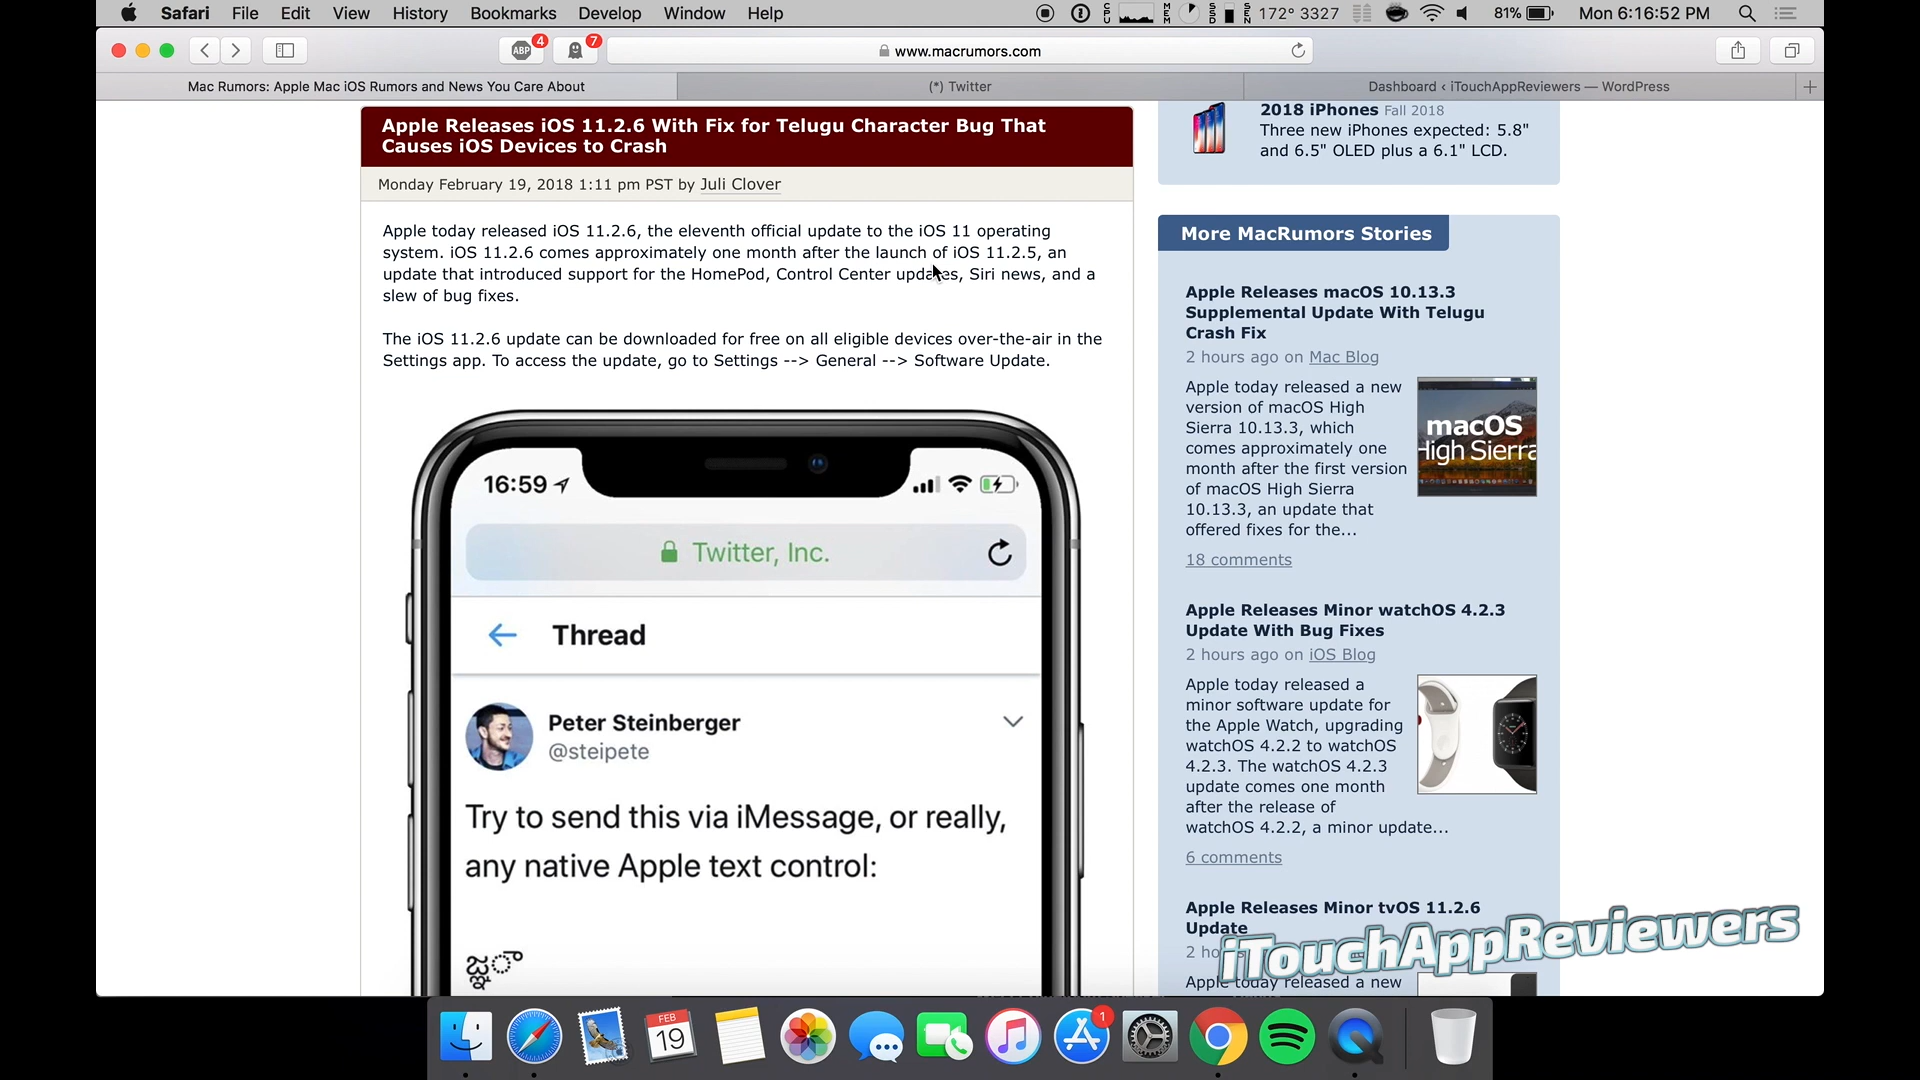 Safari File Edit View History Bookmarks Develop Window Help
172° 3327
81%
Mon 6:16:52 PM
ABP
4
7
www.macrumors.com
Mac Rumors: Apple Mac iOS Rumors and News You Care About
(*) Twitter
Dashboard ‹ iTouchAppReviewers — WordPress
Apple Releases iOS 11.2.6 With Fix for Telugu Character Bug That
Causes iOS Devices to Crash
Monday February 19, 2018 1:11 pm PST by Juli Clover
Apple today released iOS 11.2.6, the eleventh official update to the iOS 11 operating
system. iOS 11.2.6 comes approximately one month after the launch of iOS 11.2.5, an
update that introduced support for the HomePod, Control Center updates, Siri news, and a
slew of bug fixes.
The iOS 11.2.6 update can be downloaded for free on all eligible devices over-the-air in the
Settings app. To access the update, go to Settings --> General --> Software Update.
16:59
Twitter, Inc.
Thread
Peter Steinberger
@steipete
Try to send this via iMessage, or really,
any native Apple text control:
2018 iPhones Fall 2018
Three new iPhones expected: 5.8"
and 6.5" OLED plus a 6.1" LCD.
More MacRumors Stories
Apple Releases macOS 10.13.3
Supplemental Update With Telugu
Crash Fix
2 hours ago on Mac Blog
Apple today released a new
version of macOS High
Sierra 10.13.3, which
comes approximately one
month after the first version
of macOS High Sierra
10.13.3, an update that
offered fixes for the...
macOS
High Sierra
18 comments
Apple Releases Minor watchOS 4.2.3
Update With Bug Fixes
2 hours ago on iOS Blog
Apple today released a
minor software update for
the Apple Watch, upgrading
watchOS 4.2.2 to watchOS
4.2.3. The watchOS 4.2.3
update comes one month
after the release of
watchOS 4.2.2, a minor update...
6 comments
Apple Releases Minor tvOS 11.2.6
Update
2
Apple today released a new
iTouchAppReviewers
FEB
19
1